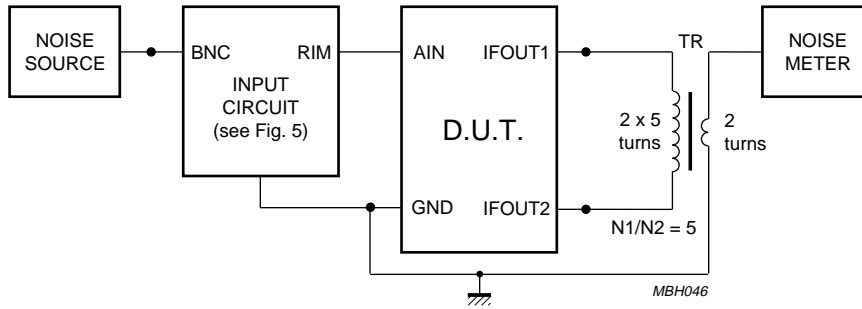 NOISE
SOURCE
BNC
RIM
INPUT
CIRCUIT
(see Fig. 5)
AIN
IFOUT1
D.U.T.
GND
IFOUT2
TR
2 x 5
turns
2
turns
N1/N2 = 5
NOISE
METER
MBH046